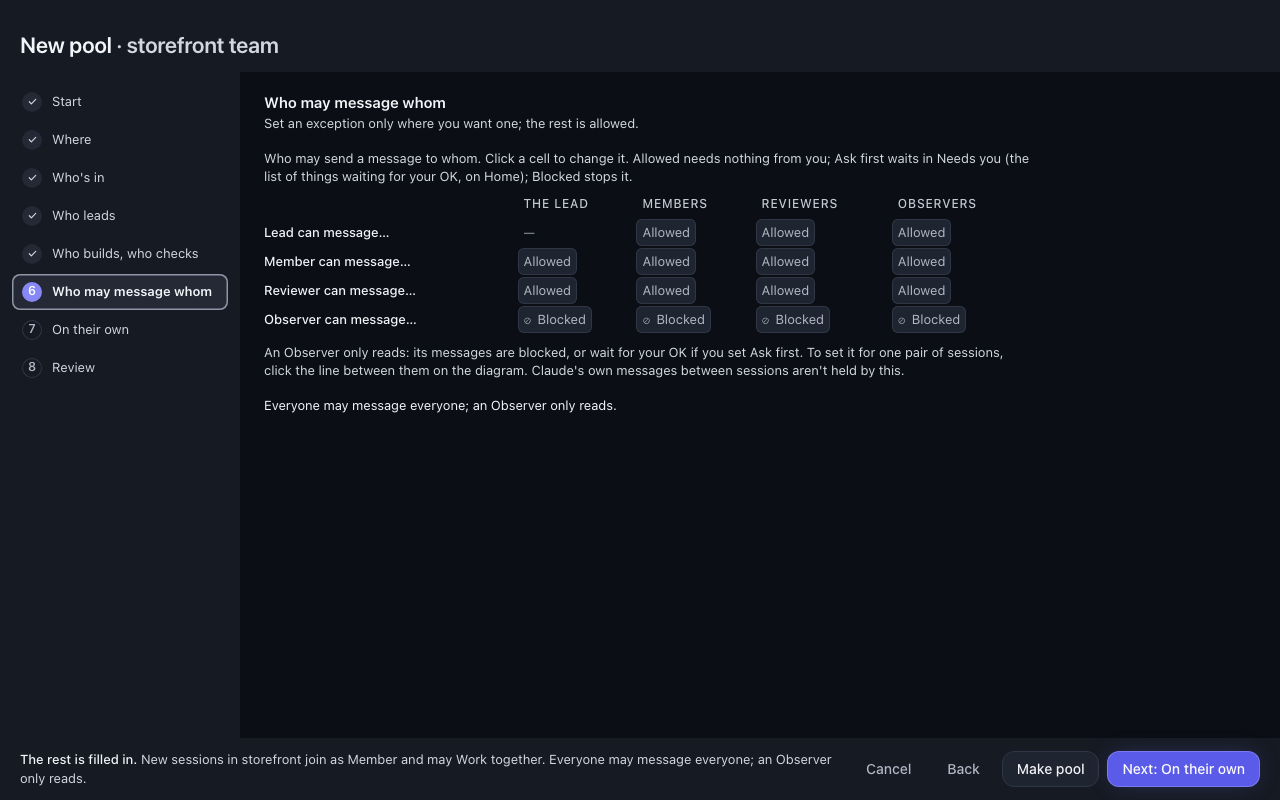 New pool · storefront team
Start
Where
Who's in
Who leads
Who builds, who checks
6 Who may message whom
7 On their own
8 Review
Who may message whom
Set an exception only where you want one; the rest is allowed.
Who may send a message to whom. Click a cell to change it. Allowed needs nothing from you; Ask first waits in Needs you (the
list of things waiting for your OK, on Home); Blocked stops it.
THE LEAD MEMBERS REVIEWERS OBSERVERS
Lead can message... — Allowed Allowed Allowed
Member can message... Allowed Allowed Allowed Allowed
Reviewer can message... Allowed Allowed Allowed Allowed
Observer can message... Blocked Blocked Blocked Blocked
An Observer only reads: its messages are blocked, or wait for your OK if you set Ask first. To set it for one pair of sessions,
click the line between them on the diagram. Claude's own messages between sessions aren't held by this.
Everyone may message everyone; an Observer only reads.
The rest is filled in. New sessions in storefront join as Member and may Work together. Everyone may message everyone; an Observer
only reads.
Cancel Back Make pool Next: On their own